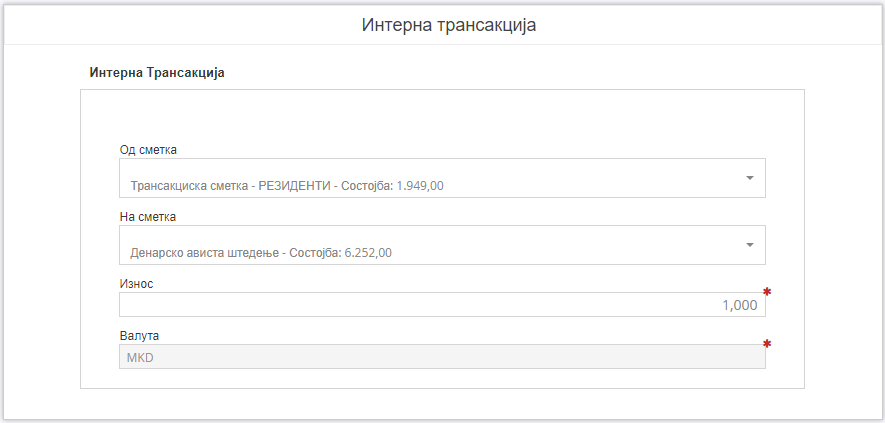 Интерна трансакција
Интерна Трансакција
Од сметка
Трансакциска сметка - РЕЗИДЕНТИ - Состојба: 1.949,00
На сметка
Денарско ависта штедење - Состојба: 6.252,00
Износ
1,000
Валута
MKD